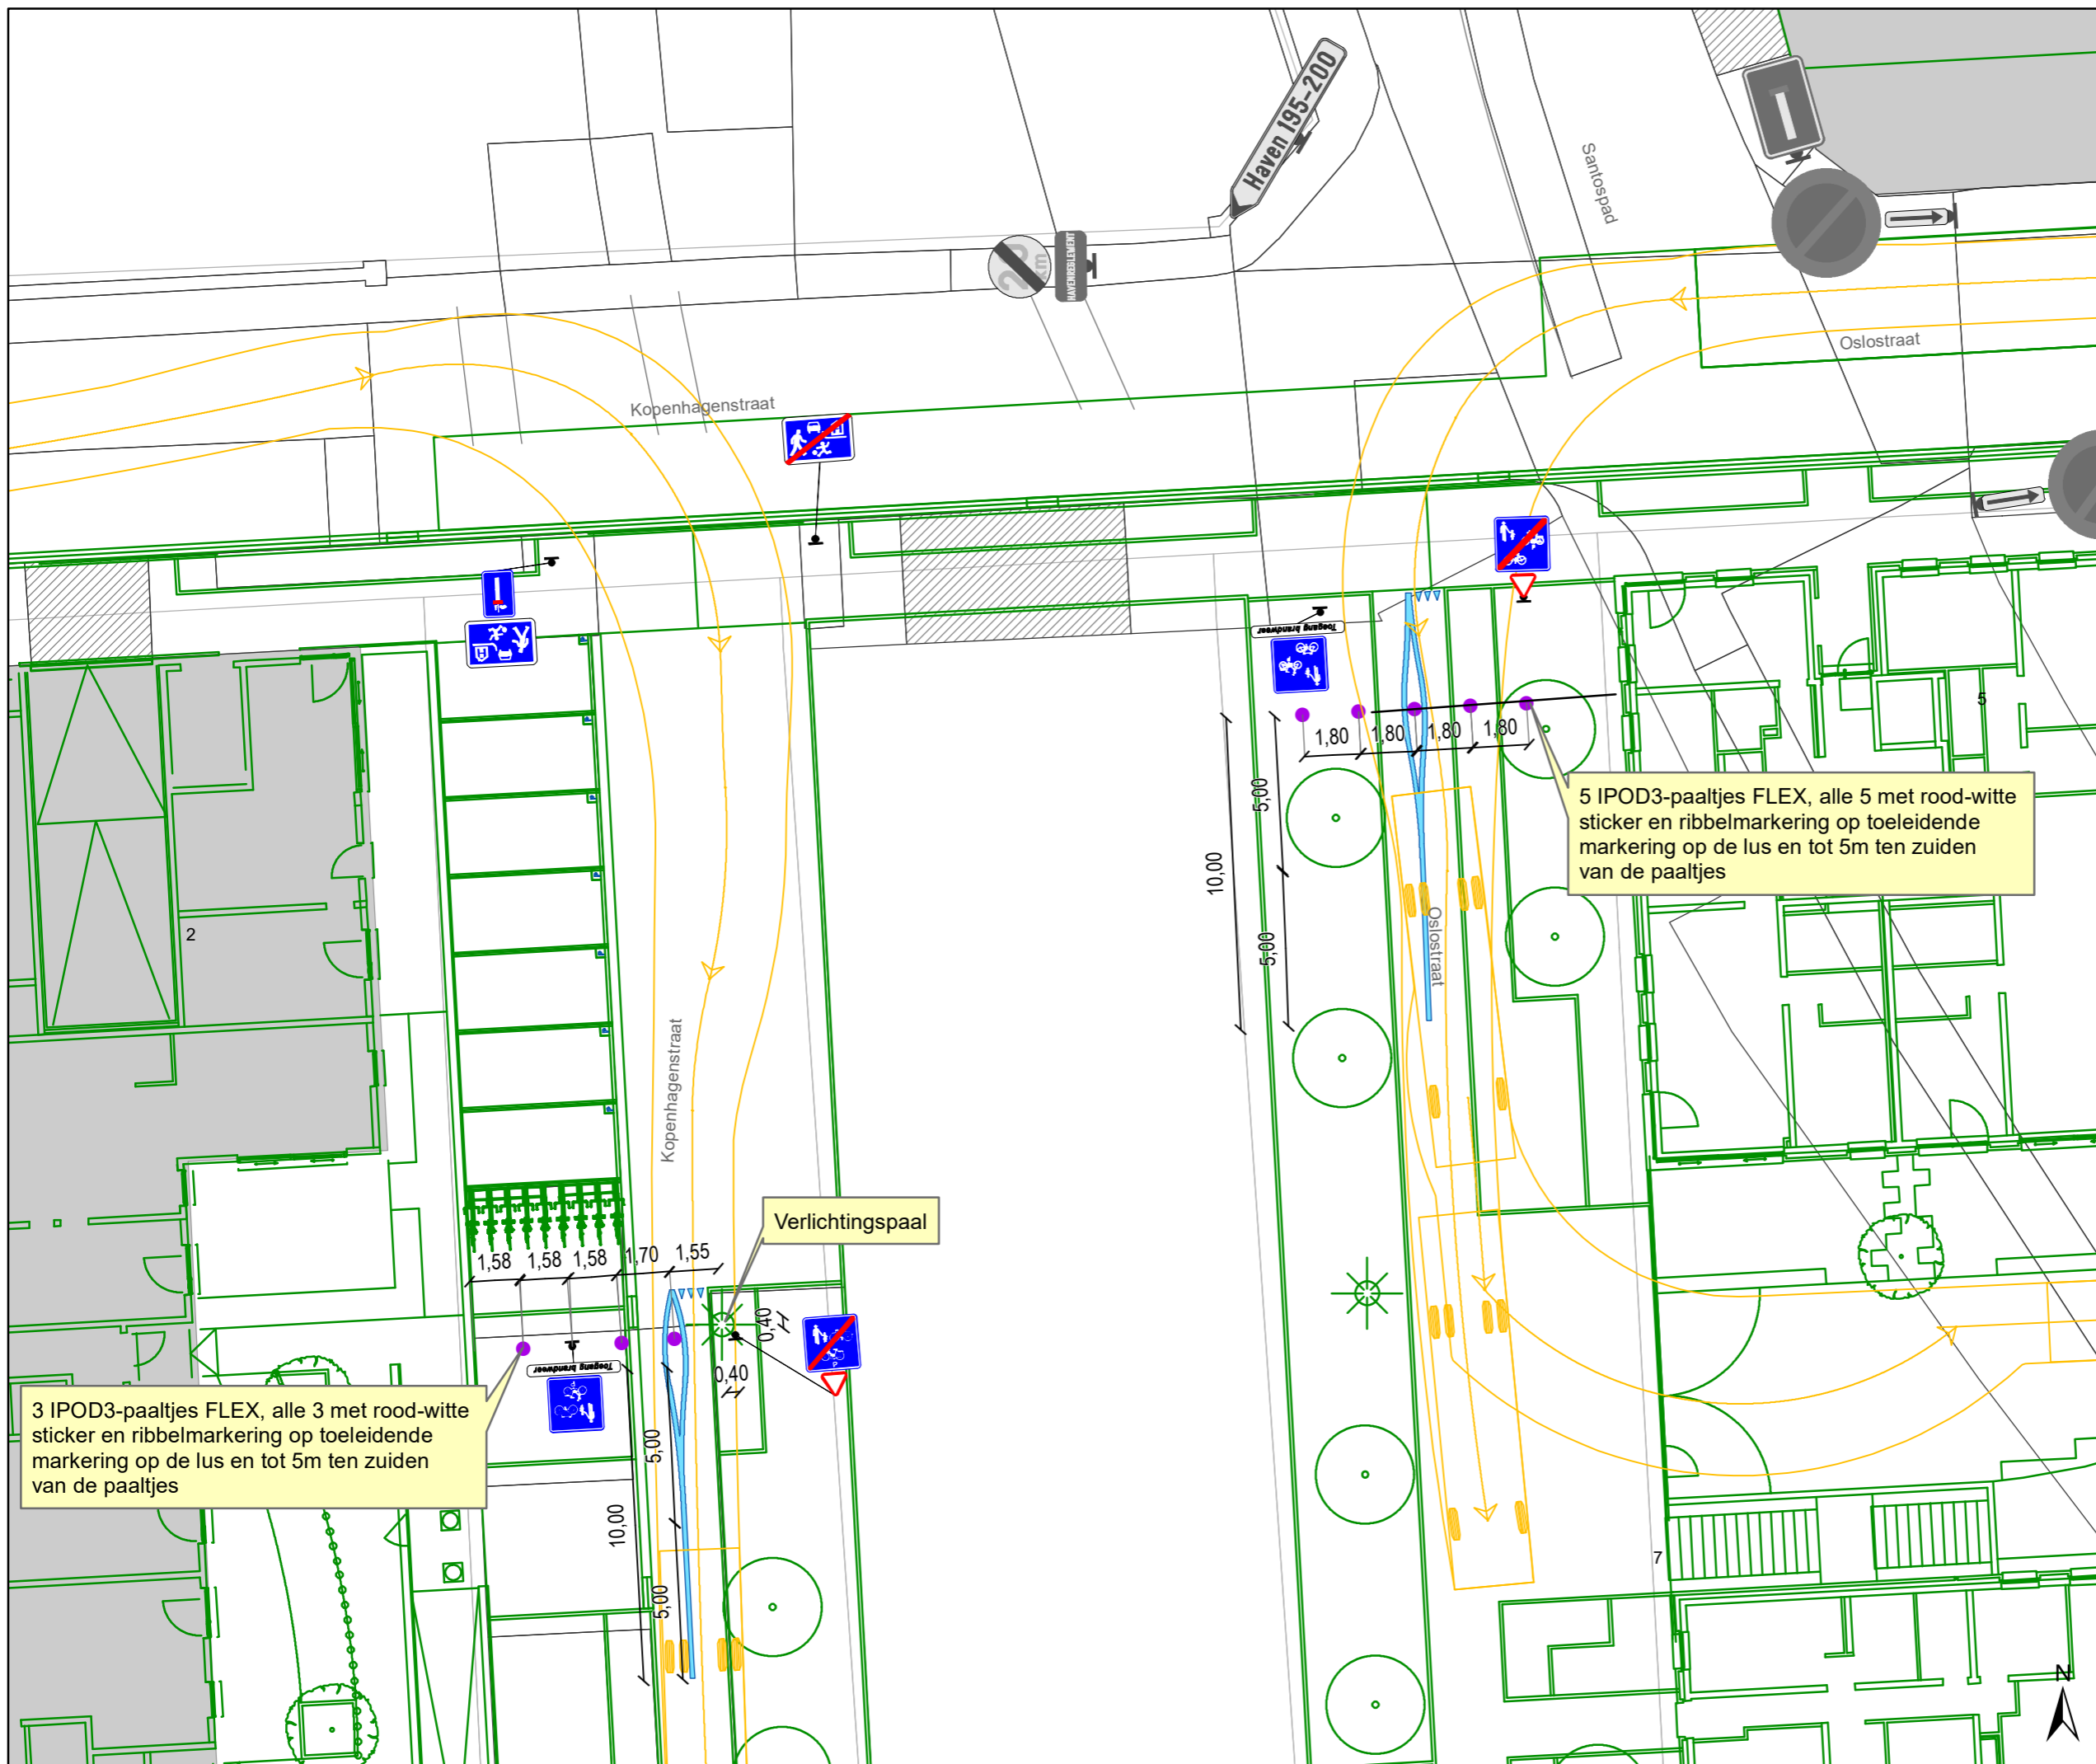 Haven 195-200
Santospad
20
km
HAVENREGLEMENT
Oslostraat
Kopenhagenstraat
Toegang brandweer
5
1,80
1,80
1,80
1,80
5,00
10,00
5,00
5 IPOD3-paaltjes FLEX, alle 5 met rood-witte
sticker en ribbelmarkering op toeleidende
markering op de lus en tot 5m ten zuiden
van de paaltjes
2
Oslostraat
Kopenhagenstraat
Verlichtingspaal
1,58
1,58
1,58
1,70
1,55
0,40
0,40
Toegang brandweer
3 IPOD3-paaltjes FLEX, alle 3 met rood-witte
sticker en ribbelmarkering op toeleidende
markering op de lus en tot 5m ten zuiden
van de paaltjes
5,00
10,00
5,00
7
N